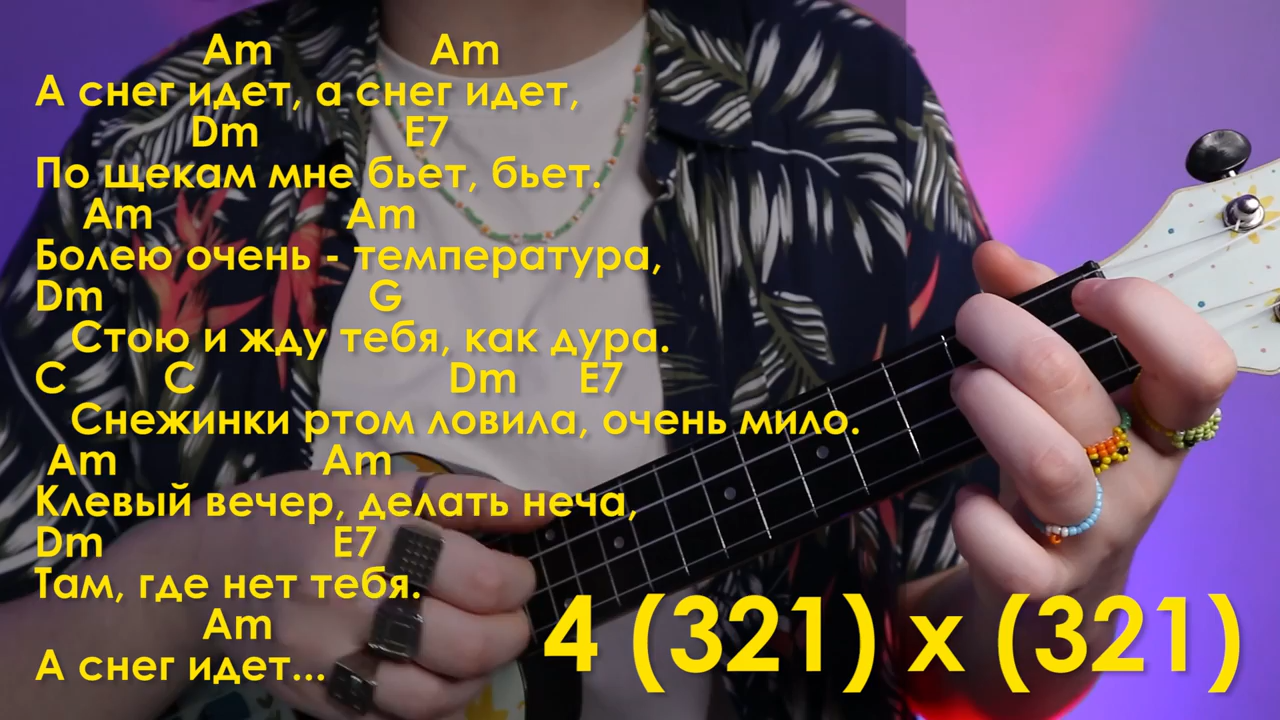 Am Am
А снег идет, а снег идет,
Dm E7
По щекам мне бьет, бьет.
Am Am
Болею очень - температура,
Dm G
Стою и жду тебя, как дура.
C C Dm E7
Снежинки ртом ловила, очень мило.
Am Am
Клевый вечер, делать неча,
Dm E7
Там, где нет тебя.
Am
А снег идет...
4 (321) x (321)